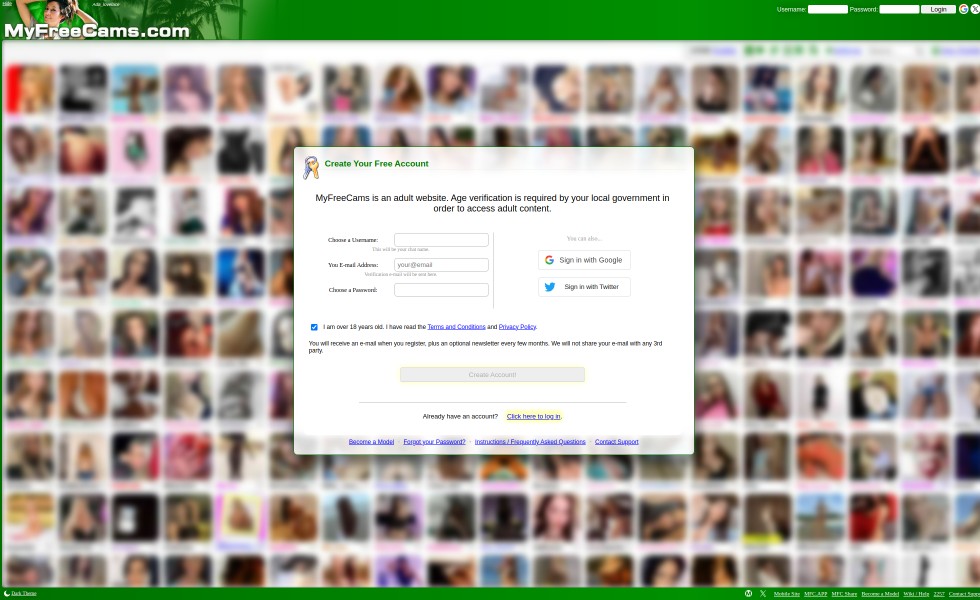 Username: Password: Login
MyFreeCams.com
Create Your Free Account
MyFreeCams is an adult website. Age verification is required by your local government in
order to access adult content.
Choose a Username:
This will be your chat name.
You E-mail Address: your@email
Verification e-mail will be sent here.
Choose a Password:
You can also...
Sign in with Google
Sign in with Twitter
I am over 18 years old. I have read the Terms and Conditions and Privacy Policy.
You will receive an e-mail when you register, plus an optional newsletter every few months. We will not share your e-mail with any 3rd
party.
Create Account!
Already have an account? Click here to log in.
Become a Model · Forgot your Password? · Instructions / Frequently Asked Questions · Contact Support
Dark Theme
Mobile Site MFC.APP MFC Share Become a Model Wiki / Help 2257 Contact